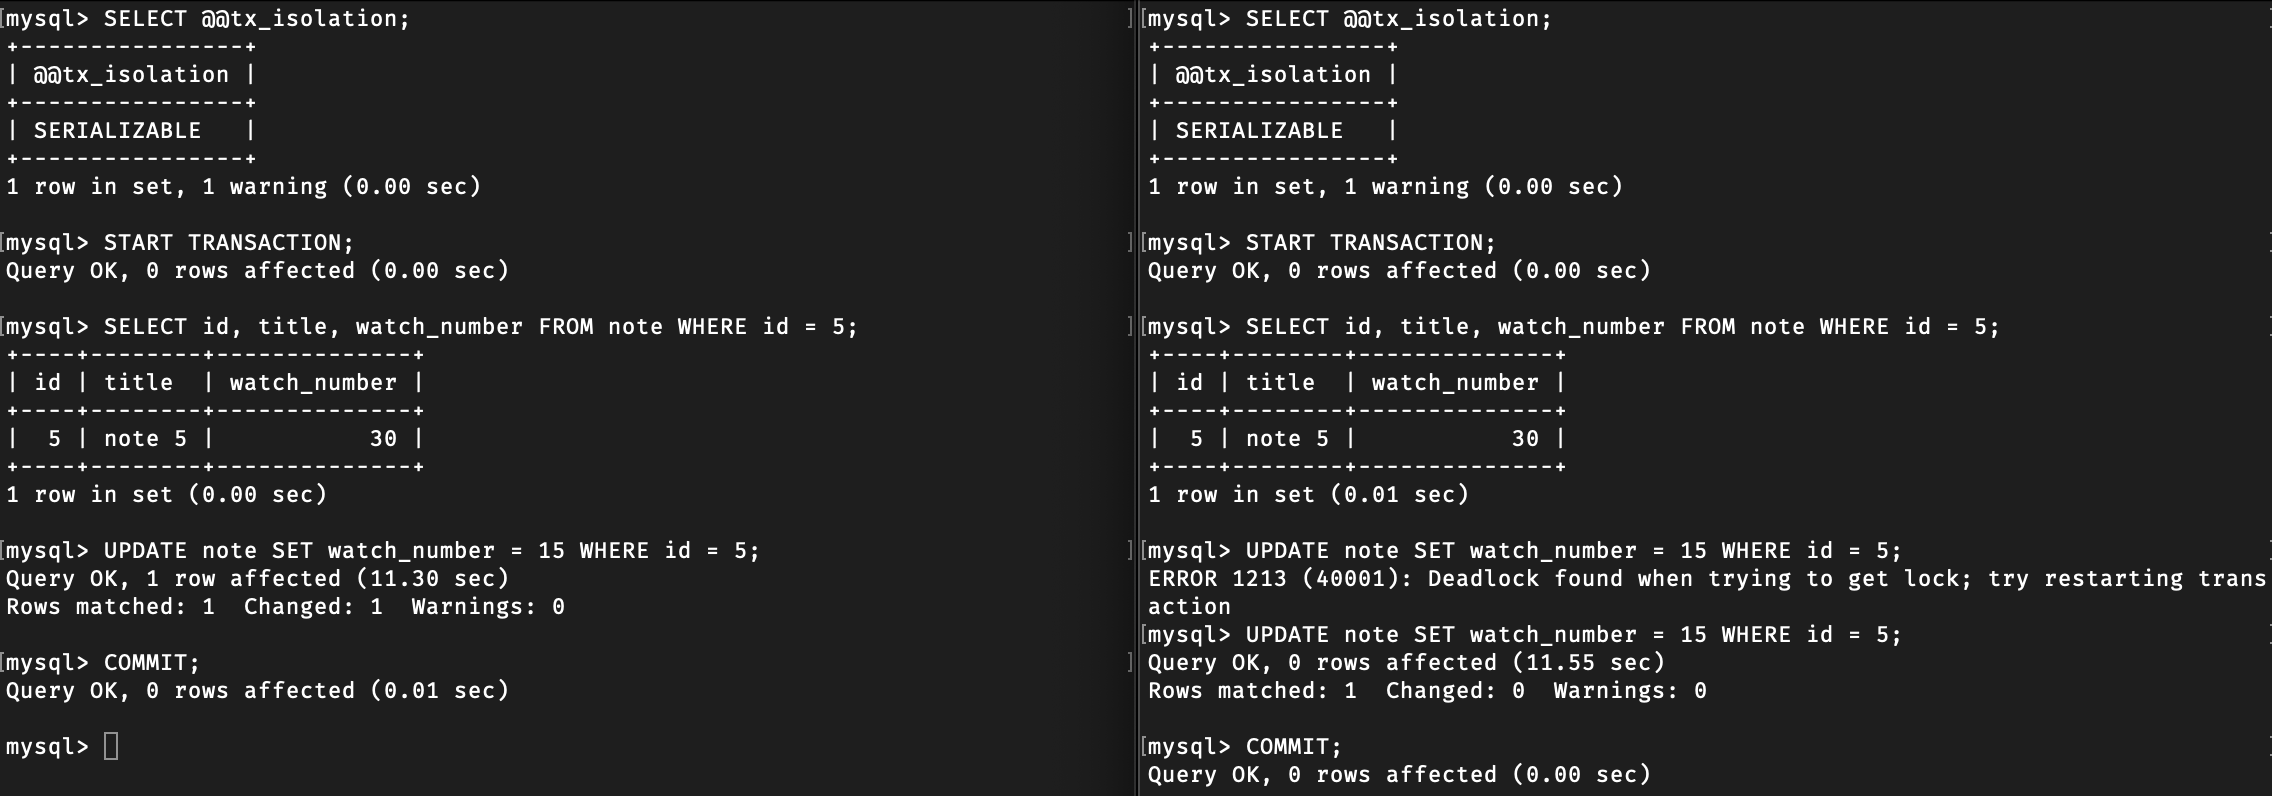 mysql> SELECT @@tx_isolation;
+----------------+
| @@tx_isolation |
+----------------+
| SERIALIZABLE   |
+----------------+
1 row in set, 1 warning (0.00 sec)

mysql> START TRANSACTION;
Query OK, 0 rows affected (0.00 sec)

mysql> SELECT id, title, watch_number FROM note WHERE id = 5;
+----+--------+--------------+
| id | title  | watch_number |
+----+--------+--------------+
|  5 | note 5 |           30 |
+----+--------+--------------+
1 row in set (0.00 sec)

mysql> UPDATE note SET watch_number = 15 WHERE id = 5;
Query OK, 1 row affected (11.30 sec)
Rows matched: 1  Changed: 1  Warnings: 0

mysql> COMMIT;
Query OK, 0 rows affected (0.01 sec)

mysql>

mysql> SELECT @@tx_isolation;
+----------------+
| @@tx_isolation |
+----------------+
| SERIALIZABLE   |
+----------------+
1 row in set, 1 warning (0.00 sec)

mysql> START TRANSACTION;
Query OK, 0 rows affected (0.00 sec)

mysql> SELECT id, title, watch_number FROM note WHERE id = 5;
+----+--------+--------------+
| id | title  | watch_number |
+----+--------+--------------+
|  5 | note 5 |           30 |
+----+--------+--------------+
1 row in set (0.01 sec)

mysql> UPDATE note SET watch_number = 15 WHERE id = 5;
ERROR 1213 (40001): Deadlock found when trying to get lock; try restarting trans
action
mysql> UPDATE note SET watch_number = 15 WHERE id = 5;
Query OK, 0 rows affected (11.55 sec)
Rows matched: 1  Changed: 0  Warnings: 0

mysql> COMMIT;
Query OK, 0 rows affected (0.00 sec)